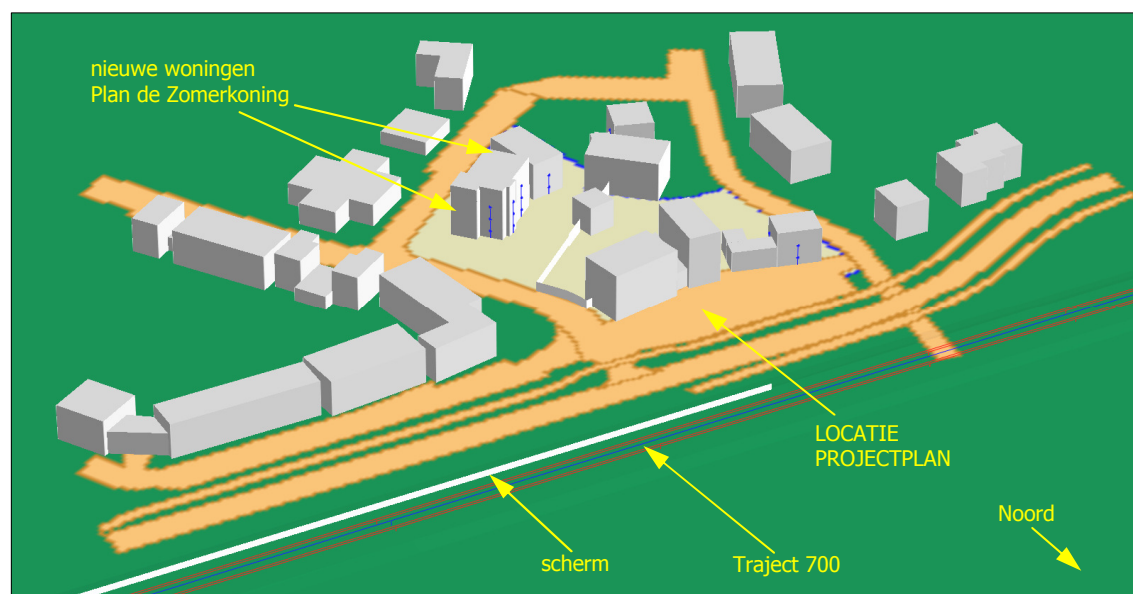 nieuwe woningen
Plan de Zomerkoning
LOCATIE
PROJECTPLAN
Noord
scherm
Traject 700